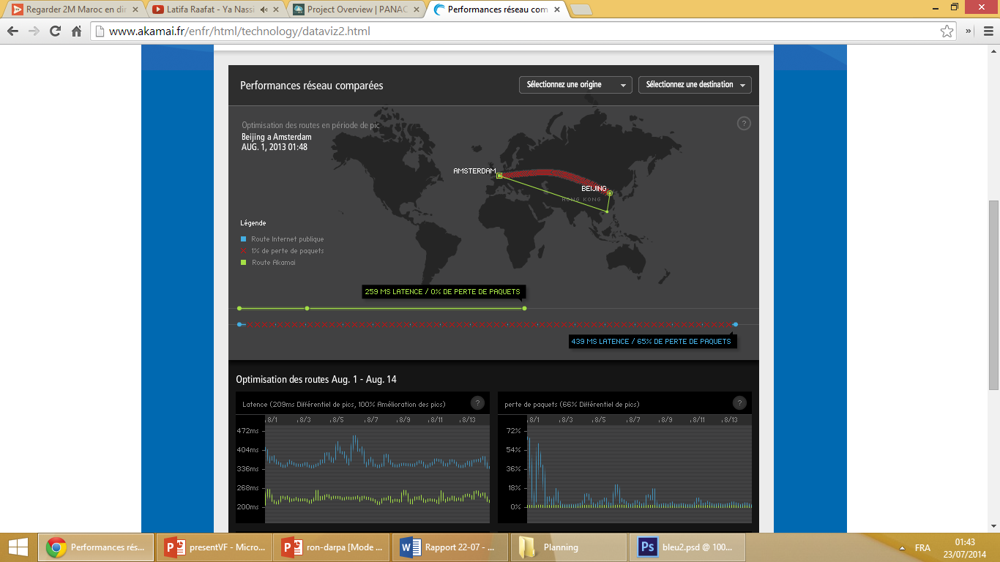 Regarder 2M Maroc en dir
Latifa Raafat - Ya Nassi
Project Overview | PANAC
Performances réseau com
www.akamai.fr/enfr/html/technology/dataviz2.html
Performances réseau comparées
Sélectionnez une origine
Sélectionnez une destination
Optimisation des routes en période de pic
Beijing a Amsterdam
AUG. 1, 2013 01:48
?
AMSTERDAM
BEIJING
HONG KONG
Légende
Route Internet publique
1% de perte de paquets
Route Akamai
259 MS LATENCE / 0% DE PERTE DE PAQUETS
439 MS LATENCE / 65% DE PERTE DE PAQUETS
Optimisation des routes Aug. 1 - Aug. 14
Latence (209ms Différentiel de pics, 100% Amélioration des pics)
?
8/1 8/3 8/5 8/7 8/9 8/11 8/13
472ms
404ms
336ms
268ms
200ms
perte de paquets (66% Différentiel de pics)
?
8/1 8/3 8/5 8/7 8/9 8/11 8/13
72%
54%
36%
18%
0%
Performances rés...
presentVF - Micro...
ron-darpa [Mode ...
Rapport 22-07 - ...
Planning
bleu2.psd @ 100...
FRA
01:43
23/07/2014